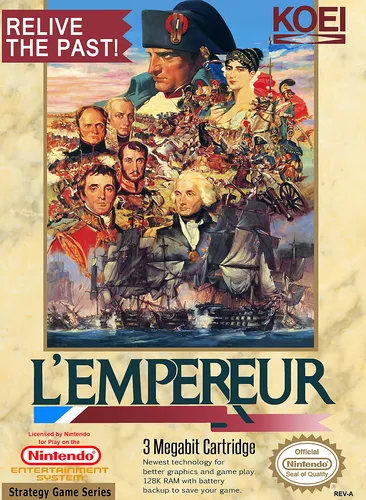 RELIVE
THE PAST!
KOEI
L'EMPEREUR
Licensed by Nintendo
for Play on the
Nintendo
ENTERTAINMENT
SYSTEM
Strategy Game Series
3 Megabit Cartridge
Newest technology for
better graphics and game play.
128K RAM with battery
backup to save your game.
Official
Nintendo
Seal of Quality
REV-A